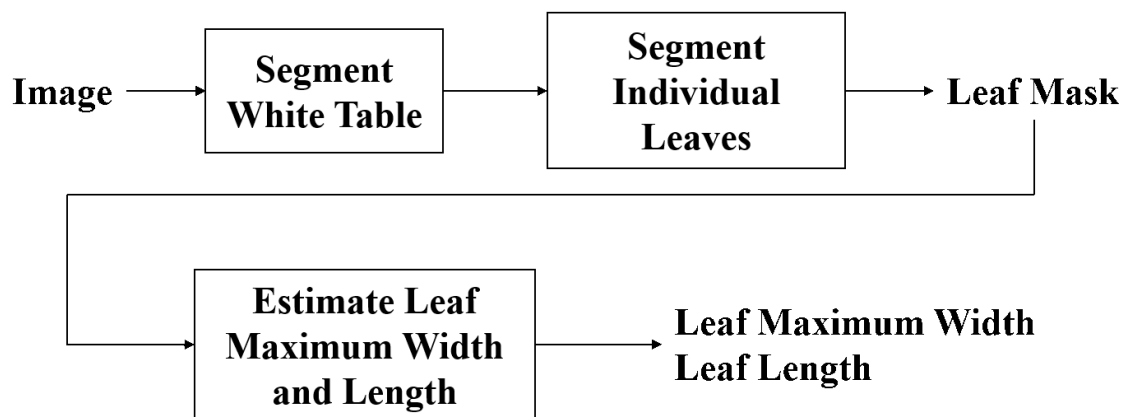 Image
Segment
White Table
Segment
Individual
Leaves
Leaf Mask
Estimate Leaf
Maximum Width
and Length
Leaf Maximum Width
Leaf Length